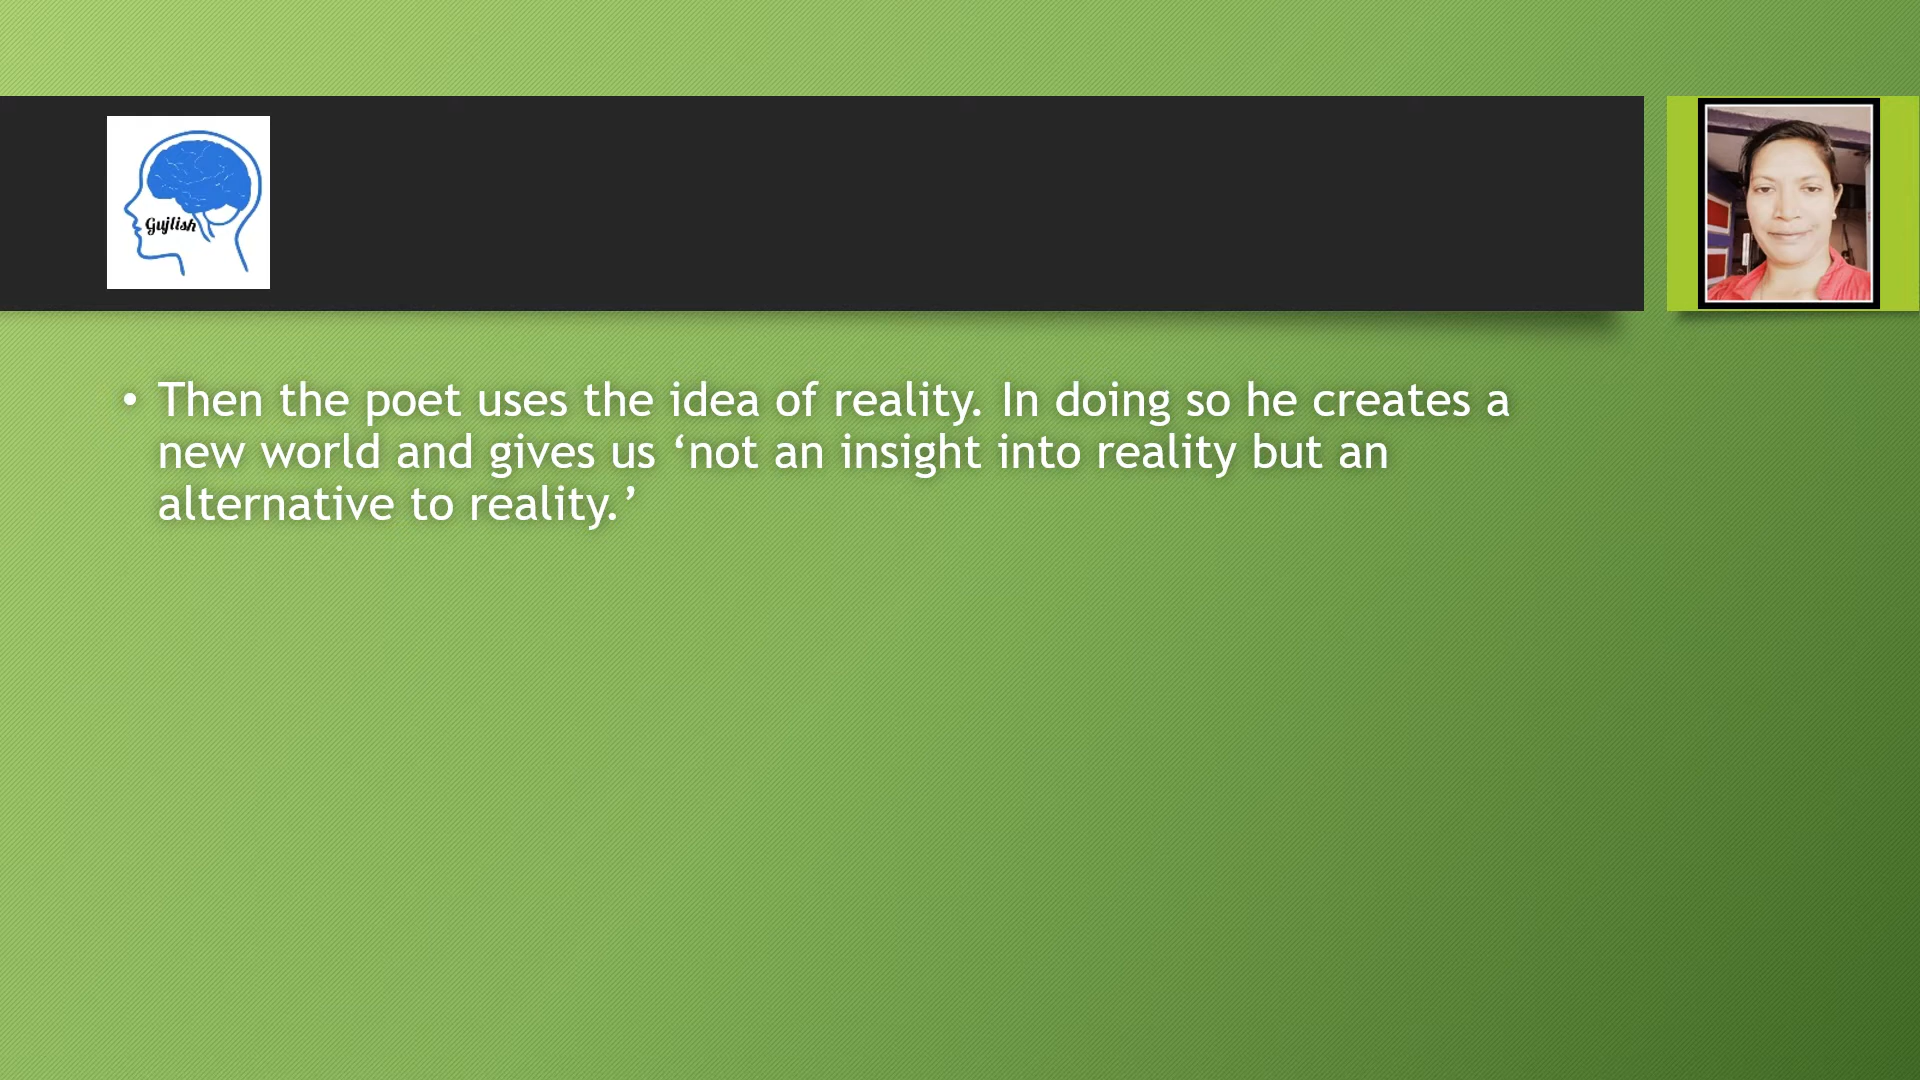 Gujlish
• Then the poet uses the idea of reality. In doing so he creates a
new world and gives us ‘not an insight into reality but an
alternative to reality.’